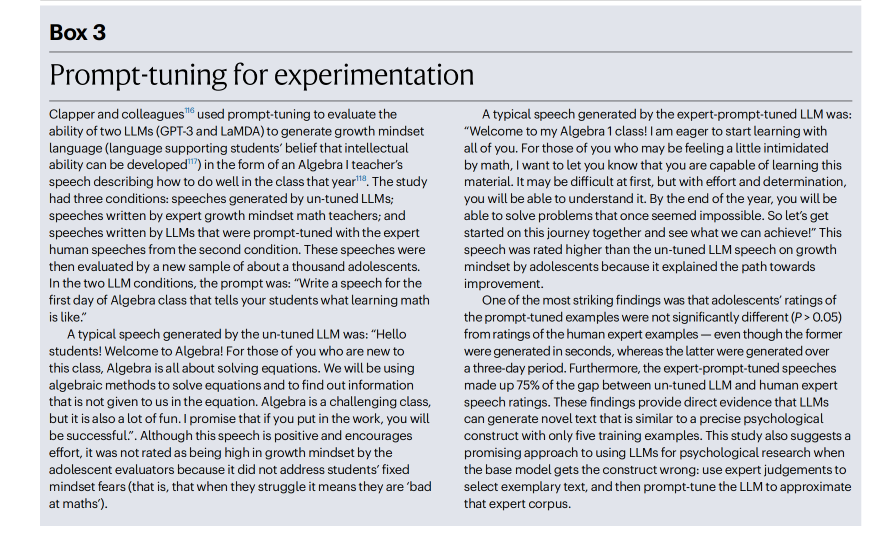 Box 3
Prompt-tuning for experimentation
Clapper and colleagues116 used prompt-tuning to evaluate the
ability of two LLMs (GPT-3 and LaMDA) to generate growth mindset
language (language supporting students’ belief that intellectual
ability can be developed117) in the form of an Algebra I teacher’s
speech describing how to do well in the class that year118. The study
had three conditions: speeches generated by un-tuned LLMs;
speeches written by expert growth mindset math teachers; and
speeches written by LLMs that were prompt-tuned with the expert
human speeches from the second condition. These speeches were
then evaluated by a new sample of about a thousand adolescents.
In the two LLM conditions, the prompt was: “Write a speech for the
first day of Algebra class that tells your students what learning math
is like.”
A typical speech generated by the un-tuned LLM was: “Hello
students! Welcome to Algebra! For those of you who are new to
this class, Algebra is all about solving equations. We will be using
algebraic methods to solve equations and to find out information
that is not given to us in the equation. Algebra is a challenging class,
but it is also a lot of fun. I promise that if you put in the work, you will
be successful.”. Although this speech is positive and encourages
effort, it was not rated as being high in growth mindset by the
adolescent evaluators because it did not address students’ fixed
mindset fears (that is, that when they struggle it means they are ‘bad
at maths’).
A typical speech generated by the expert-prompt-tuned LLM was:
“Welcome to my Algebra 1 class! I am eager to start learning with
all of you. For those of you who may be feeling a little intimidated
by math, I want to let you know that you are capable of learning this
material. It may be difficult at first, but with effort and determination,
you will be able to understand it. By the end of the year, you will be
able to solve problems that once seemed impossible. So let’s get
started on this journey together and see what we can achieve!” This
speech was rated higher than the un-tuned LLM speech on growth
mindset by adolescents because it explained the path towards
improvement.
One of the most striking findings was that adolescents’ ratings of
the prompt-tuned examples were not significantly different (P > 0.05)
from ratings of the human expert examples — even though the former
were generated in seconds, whereas the latter were generated over
a three-day period. Furthermore, the expert-prompt-tuned speeches
made up 75% of the gap between un-tuned LLM and human expert
speech ratings. These findings provide direct evidence that LLMs
can generate novel text that is similar to a precise psychological
construct with only five training examples. This study also suggests a
promising approach to using LLMs for psychological research when
the base model gets the construct wrong: use expert judgements to
select exemplary text, and then prompt-tune the LLM to approximate
that expert corpus.